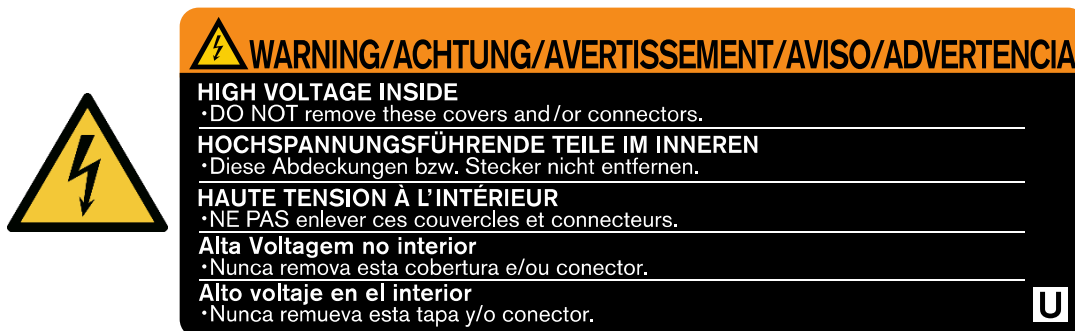 WARNING/ACHTUNG/AVERTISSEMENT/AVISO/ADVERTENCIA
HIGH VOLTAGE INSIDE
・DO NOT remove these covers and/or connectors.
HOCHSPANNUNGSFÜHRENDE TEILE IM INNEREN
・Diese Abdeckungen bzw. Stecker nicht entfernen.
HAUTE TENSION À L'INTÉRIEUR
・NE PAS enlever ces couvercles et connecteurs.
Alta Voltagem no interior
・Nunca remova esta cobertura e/ou conector.
Alto voltaje en el interior
・Nunca remueva esta tapa y/o conector.
U